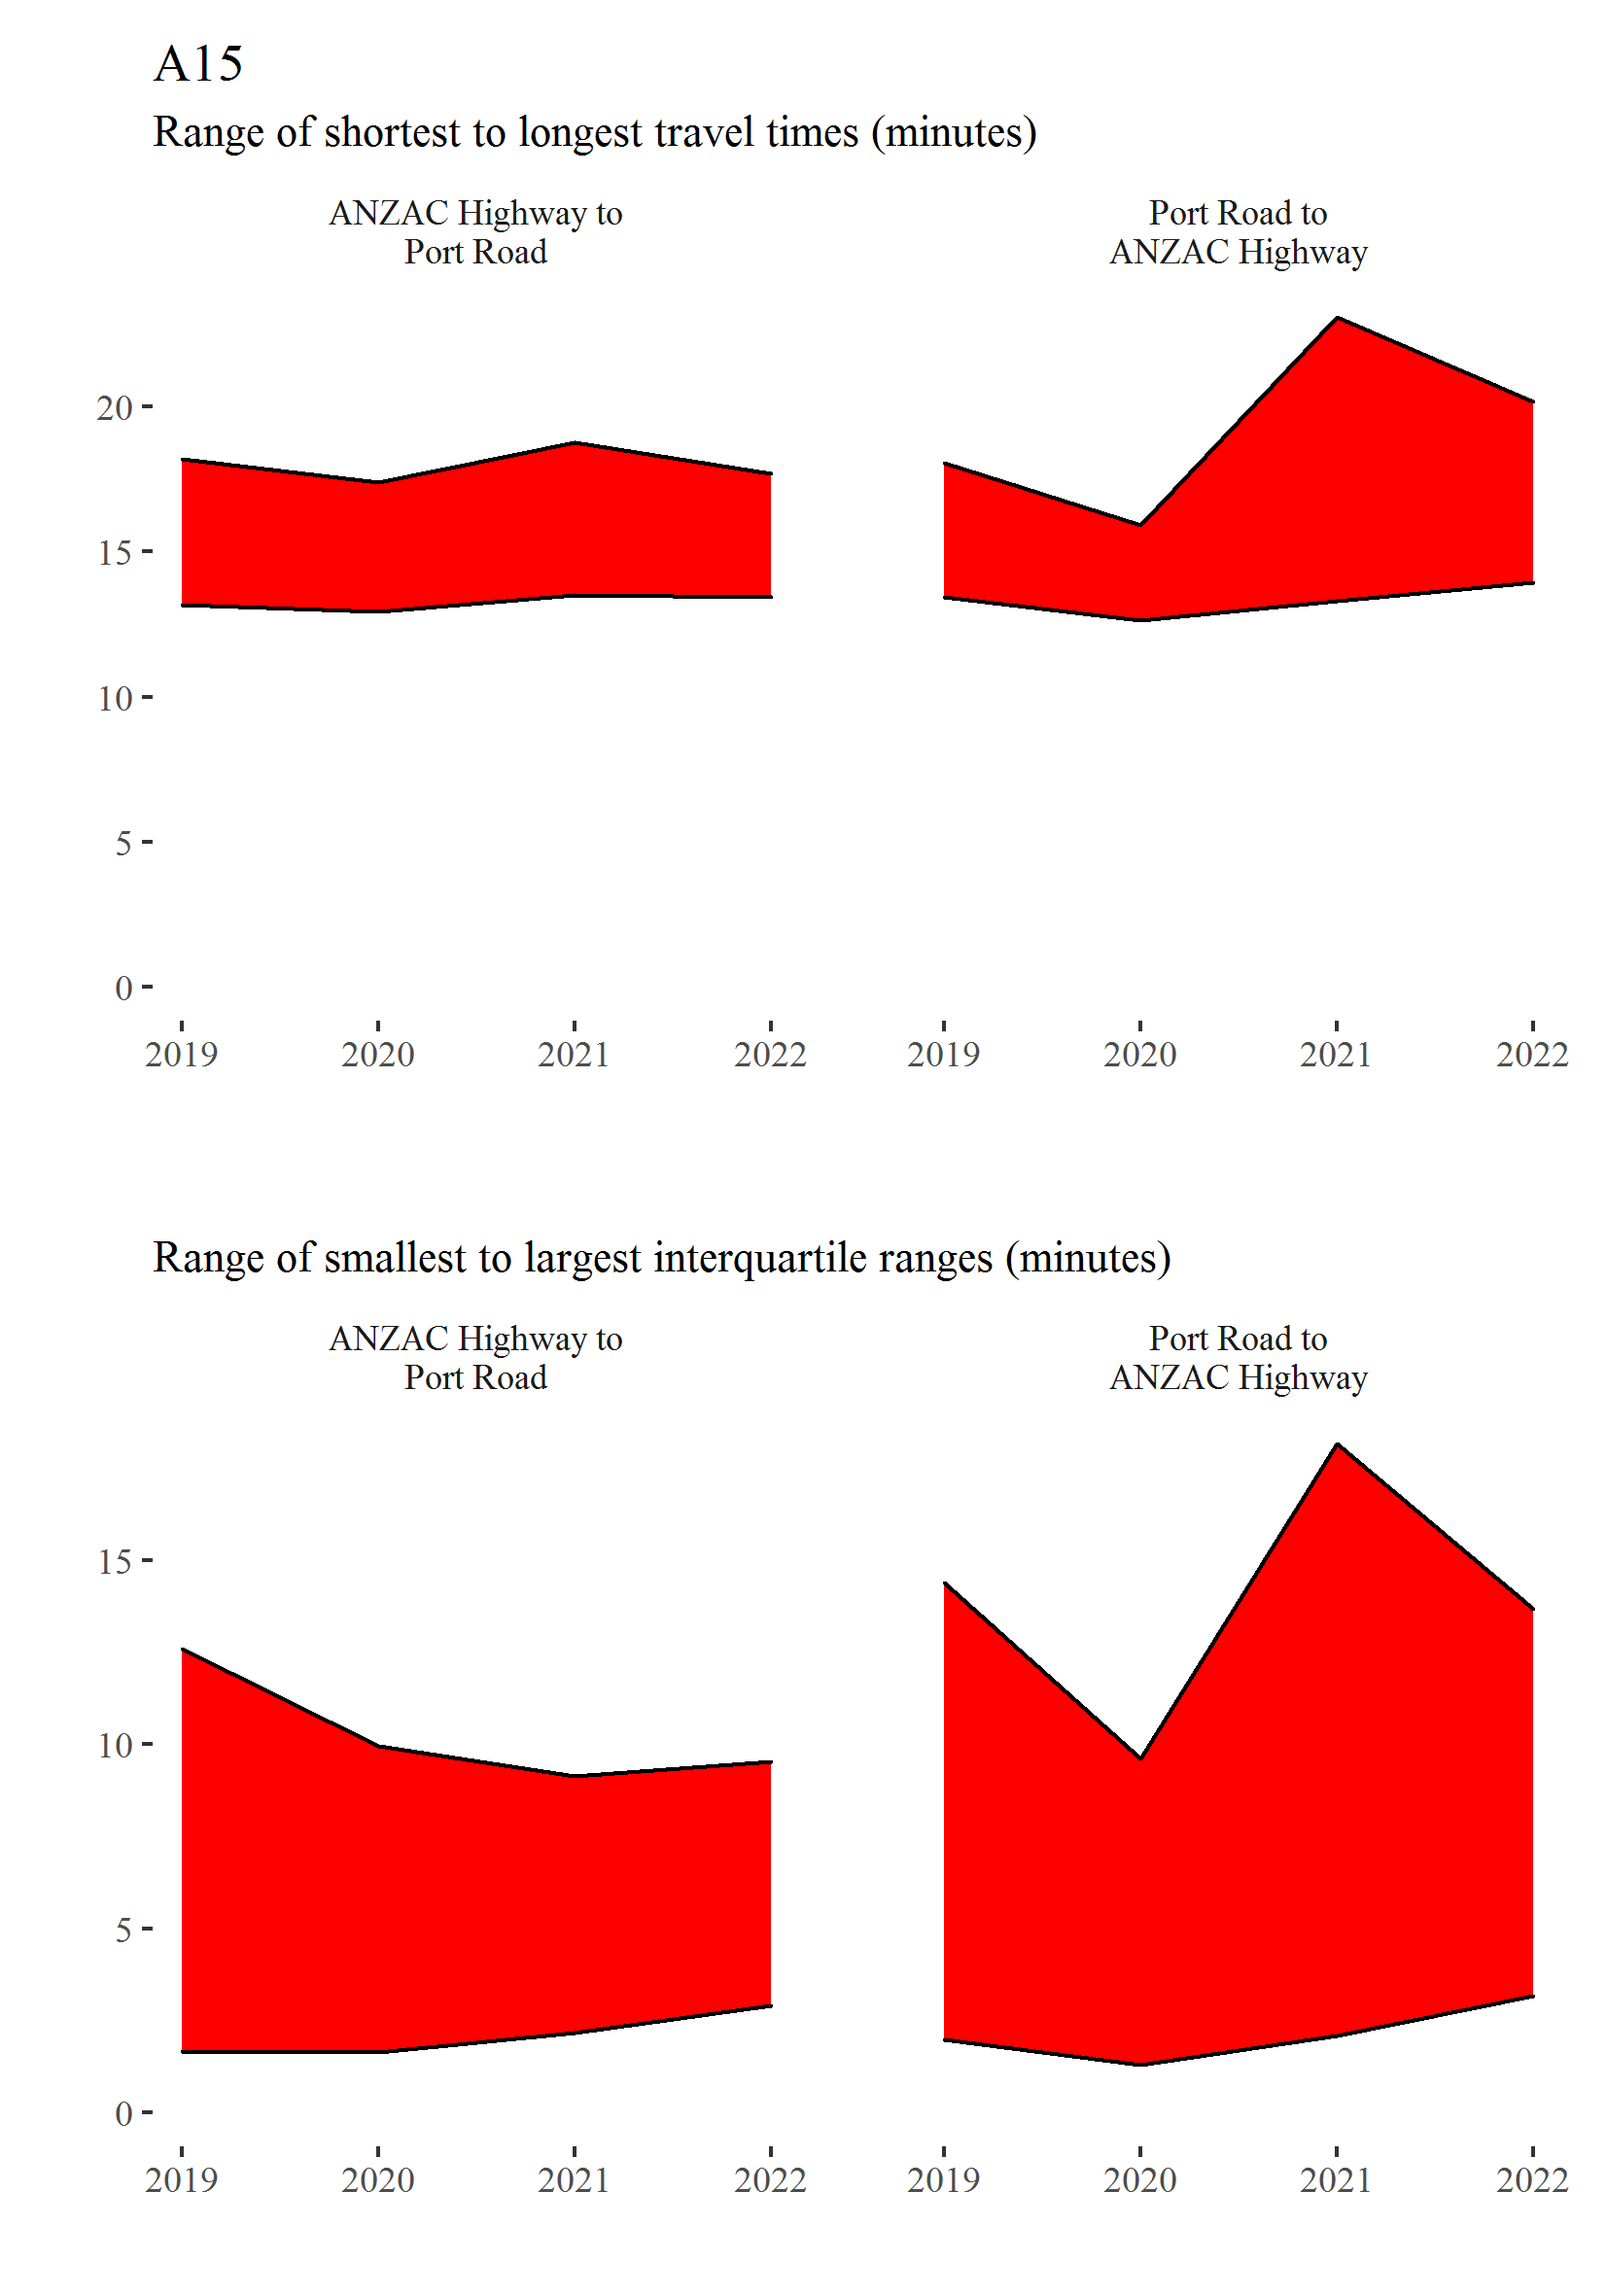 A15
Range of shortest to longest travel times (minutes)
ANZAC Highway to
Port Road
Port Road to
ANZAC Highway
20
15
10
5
0
2019 2020 2021 2022 2019 2020 2021 2022
Range of smallest to largest interquartile ranges (minutes)
ANZAC Highway to
Port Road
Port Road to
ANZAC Highway
15
10
5
0
2019 2020 2021 2022 2019 2020 2021 2022